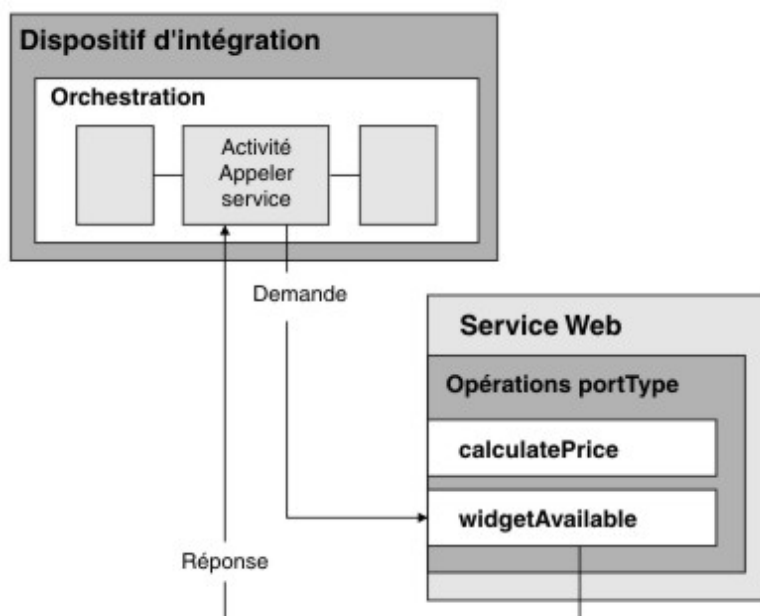 Dispositif d'intégration
Orchestration
Activité
Appeler
service
Demande
Service Web
Opérations portType
calculatePrice
widgetAvailable
Réponse